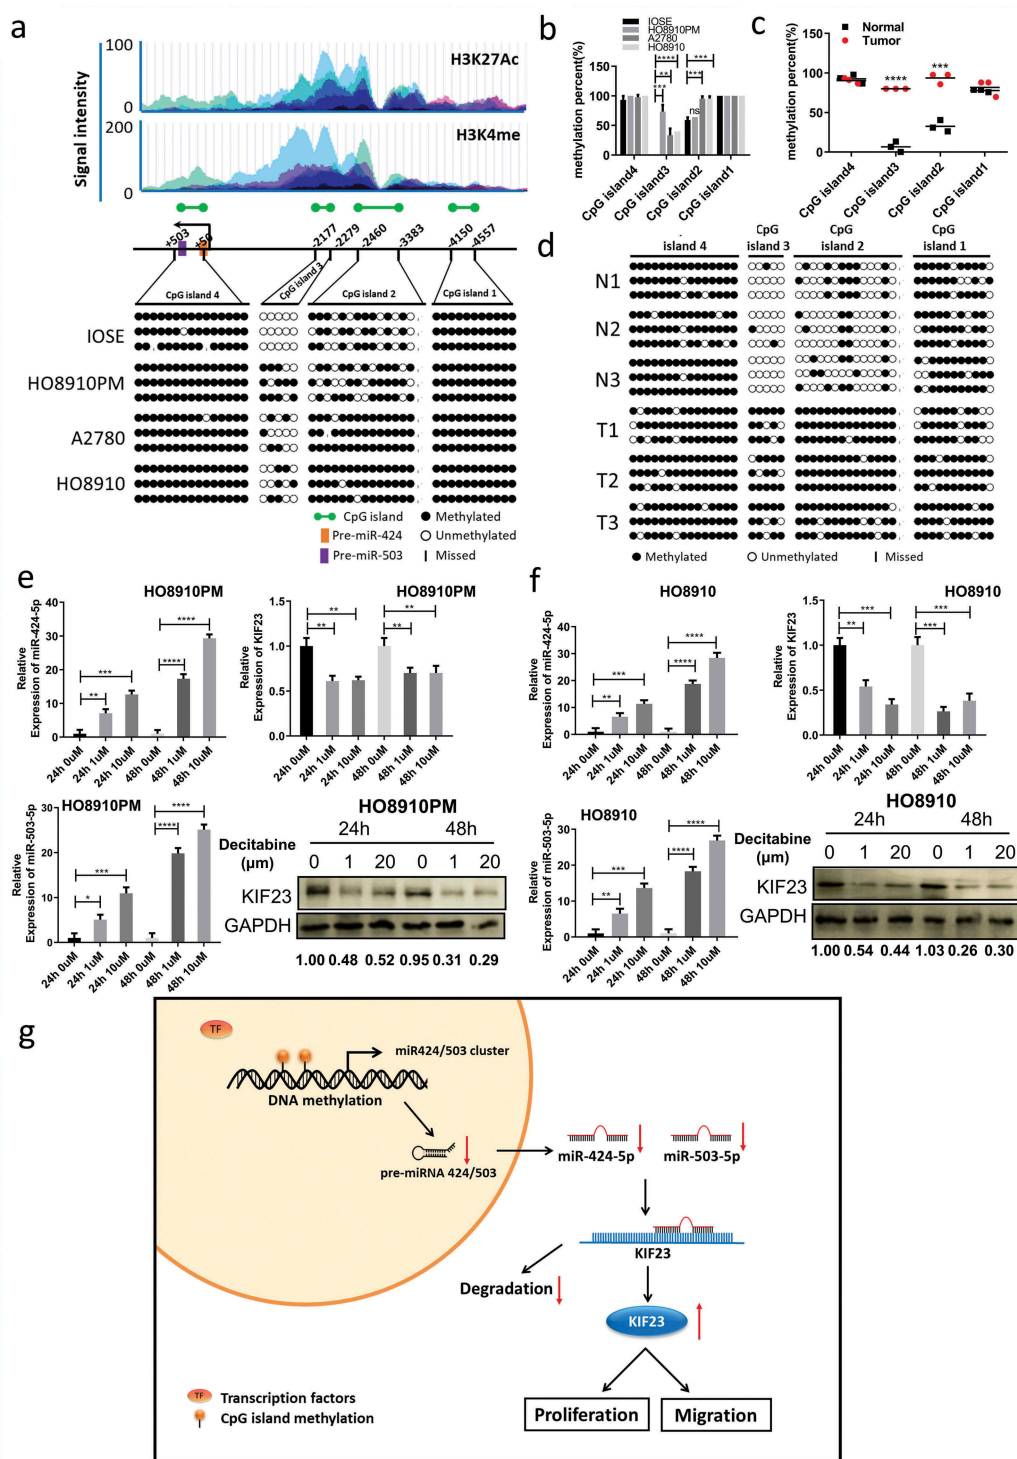 a
Signal intensity
100
0
H3K27Ac
200
0
H3K4me
+503
+50
-2177
-2279
-2460
-3383
-4150
-4557
CpG island 4
CpG island 3
CpG island 2
CpG island 1
IOSE
HO8910PM
A2780
HO8910
CpG island
Methylated
Pre-miR-424
Unmethylated
Pre-miR-503
Missed
b
IOSE
HO8910PM
A2780
HO8910
methylation percent(%)
100
50
0
***
**
****
ns
***
***
CpG island4
CpG island3
CpG island2
CpG island1
c
Normal
Tumor
methylation percent(%)
150
100
50
0
****
***
CpG island4
CpG island3
CpG island2
CpG island1
d
island 4
CpG
island 3
CpG
island 2
CpG
island 1
N1
N2
N3
T1
T2
T3
Methylated
Unmethylated
Missed
e
HO8910PM
Relative
Expression of miR-424-5p
40
30
20
10
0
**
***
****
****
24h 0uM
24h 1uM
24h 10uM
48h 0uM
48h 1uM
48h 10uM
HO8910PM
Relative
Expression of KIF23
1.5
1.0
0.5
0.0
**
**
**
**
24h 0uM
24h 1uM
24h 10uM
48h 0uM
48h 1uM
48h 10uM
HO8910PM
Relative
Expression of miR-503-5p
30
20
10
0
*
***
****
****
24h 0uM
24h 1uM
24h 10uM
48h 0uM
48h 1uM
48h 10uM
HO8910PM
24h
48h
Decitabine
(μm)
0 1 20 0 1 20
KIF23
GAPDH
1.00 0.48 0.52 0.95 0.31 0.29
f
HO8910
Relative
Expression of miR-424-5p
40
30
20
10
0
**
***
****
****
24h 0uM
24h 1uM
24h 10uM
48h 0uM
48h 1uM
48h 10uM
HO8910
Relative
Expression of KIF23
1.5
1.0
0.5
0.0
**
***
***
***
24h 0uM
24h 1uM
24h 10uM
48h 0uM
48h 1uM
48h 10uM
HO8910
Relative
Expression of miR-503-5p
30
20
10
0
**
***
****
****
24h 0uM
24h 1uM
24h 10uM
48h 0uM
48h 1uM
48h 10uM
HO8910
24h
48h
Decitabine
(μm)
0 1 20 0 1 20
KIF23
GAPDH
1.00 0.54 0.44 1.03 0.26 0.30
g
TF
miR424/503 cluster
DNA methylation
pre-miRNA 424/503
miR-424-5p
miR-503-5p
KIF23
Degradation
KIF23
Proliferation
Migration
TF
Transcription factors
CpG island methylation